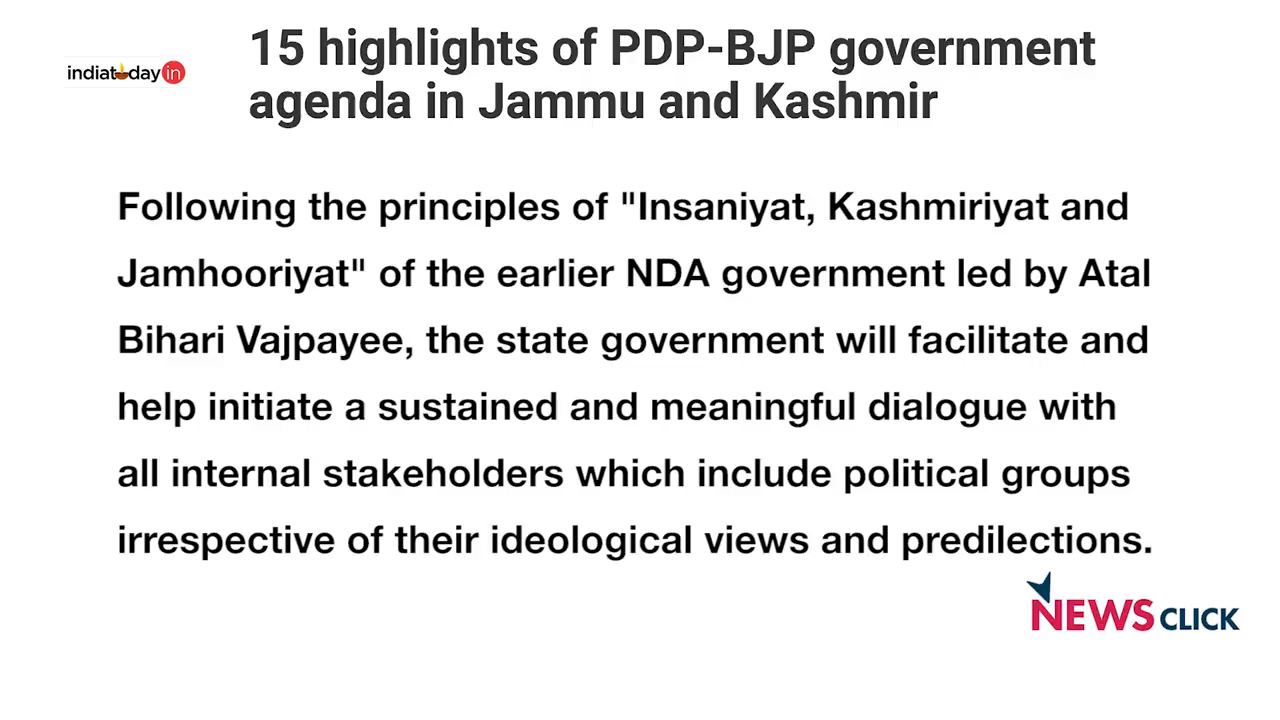 indiatoday in
15 highlights of PDP-BJP government
agenda in Jammu and Kashmir
Following the principles of "Insaniyat, Kashmiriyat and
Jamhooriyat" of the earlier NDA government led by Atal
Bihari Vajpayee, the state government will facilitate and
help initiate a sustained and meaningful dialogue with
all internal stakeholders which include political groups
irrespective of their ideological views and predilections.
NEWS CLICK